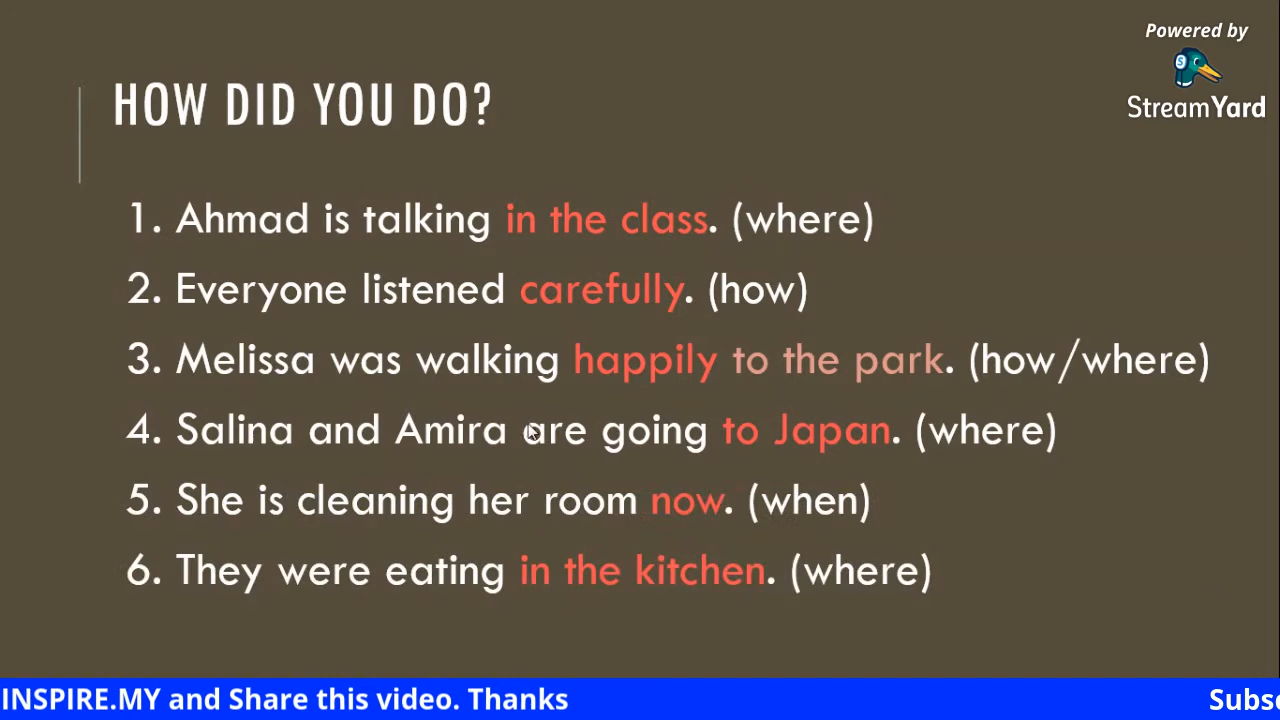 Powered by
StreamYard
HOW DID YOU DO?
1. Ahmad is talking in the class. (where)
2. Everyone listened carefully. (how)
3. Melissa was walking happily to the park. (how/where)
4. Salina and Amira are going to Japan. (where)
5. She is cleaning her room now. (when)
6. They were eating in the kitchen. (where)
INSPIRE.MY and Share this video. Thanks